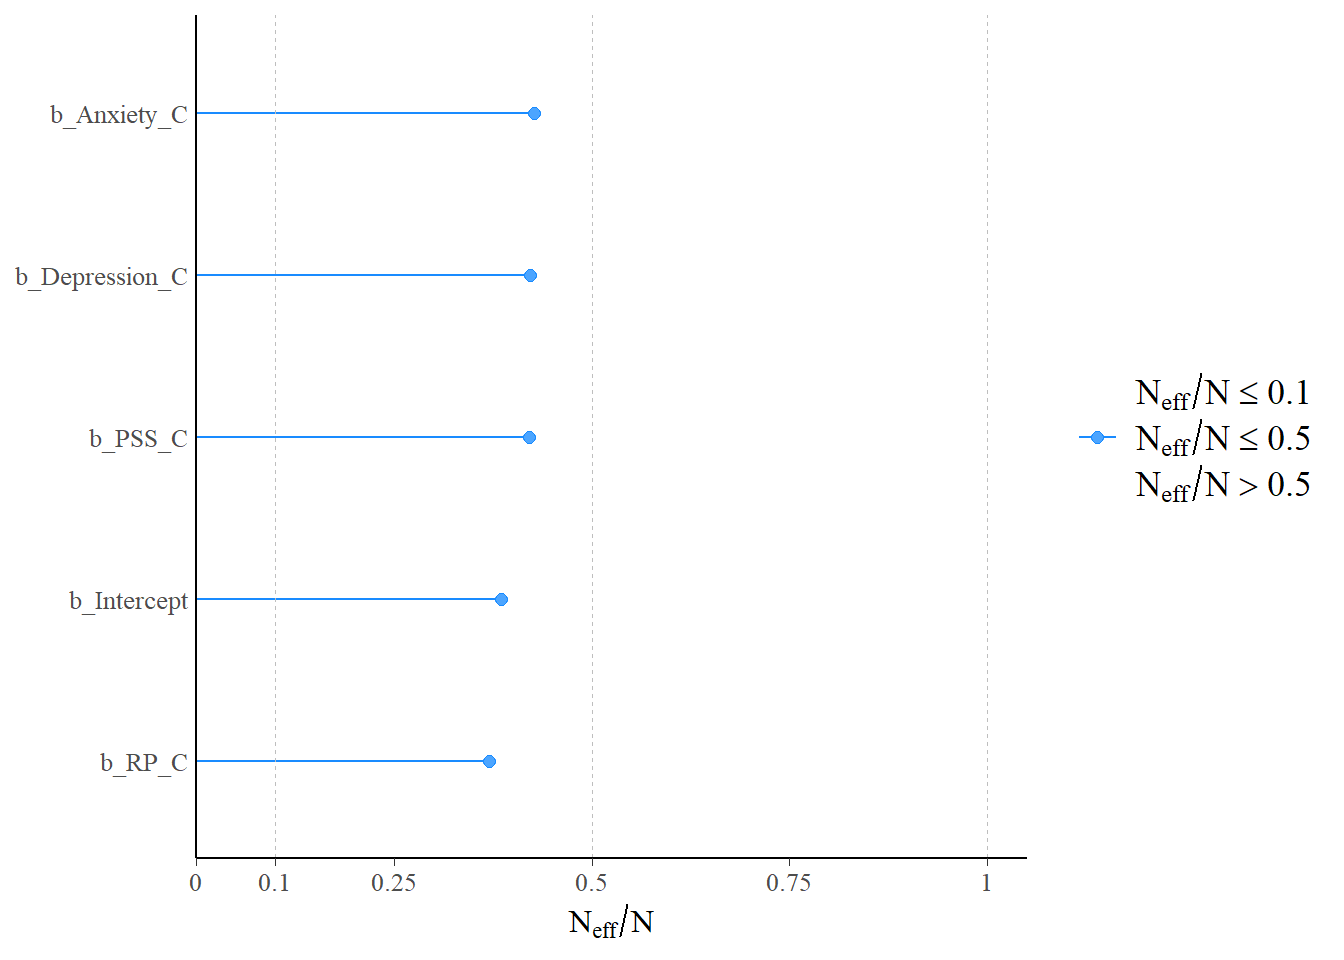 b_Anxiety_C
b_Depression_C
b_PSS_C
b_Intercept
b_RP_C
0 0.1 0.25 0.5 0.75 1
Neff/N
Neff/N ≤ 0.1
Neff/N ≤ 0.5
Neff/N > 0.5